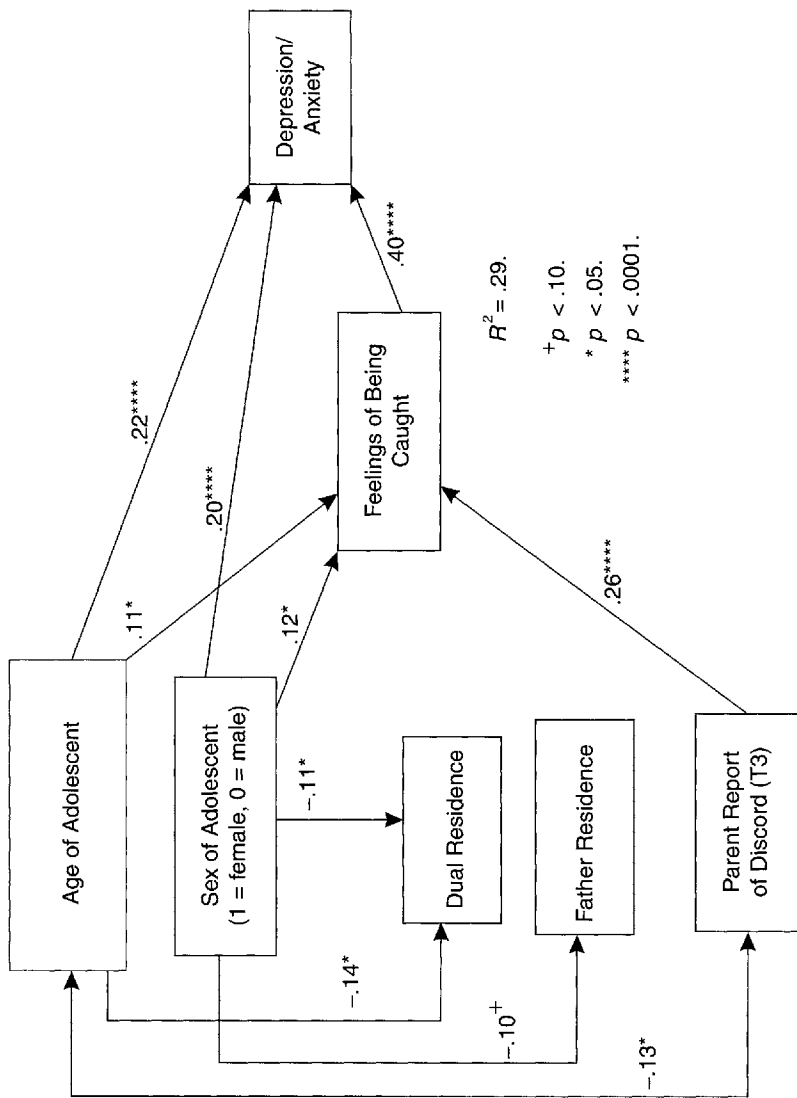 Age of Adolescent
Sex of Adolescent
(1 = female, 0 = male)
Dual Residence
Father Residence
Parent Report
of Discord (T3)
Feelings of Being
Caught
Depression/
Anxiety
.22****
.11*
.20****
.12*
–.11*
–.14*
–.10+
–.13*
.26****
.40****
R² = .29.
+p < .10.
* p < .05.
**** p < .0001.